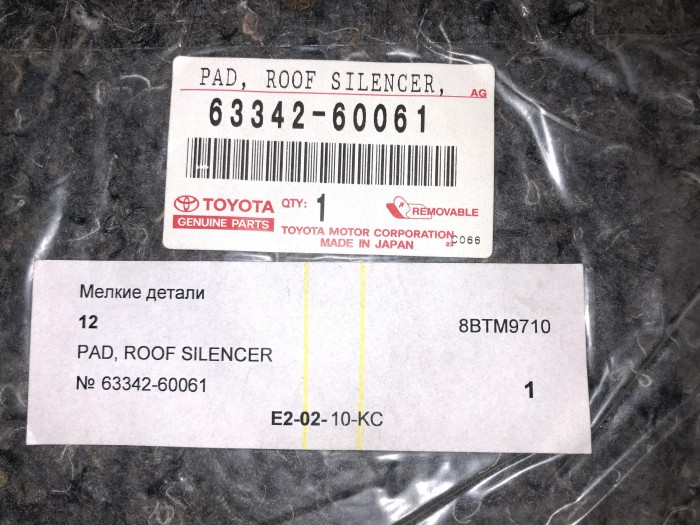 PAD, ROOF SILENCER,
AG
63342-60061
TOYOTA
GENUINE PARTS
QTY: 1
REMOVABLE
TOYOTA MOTOR CORPORATION
MADE IN JAPAN
C066
Мелкие детали
12
8BTM9710
PAD, ROOF SILENCER
№ 63342-60061
1
E2-02-10-KC